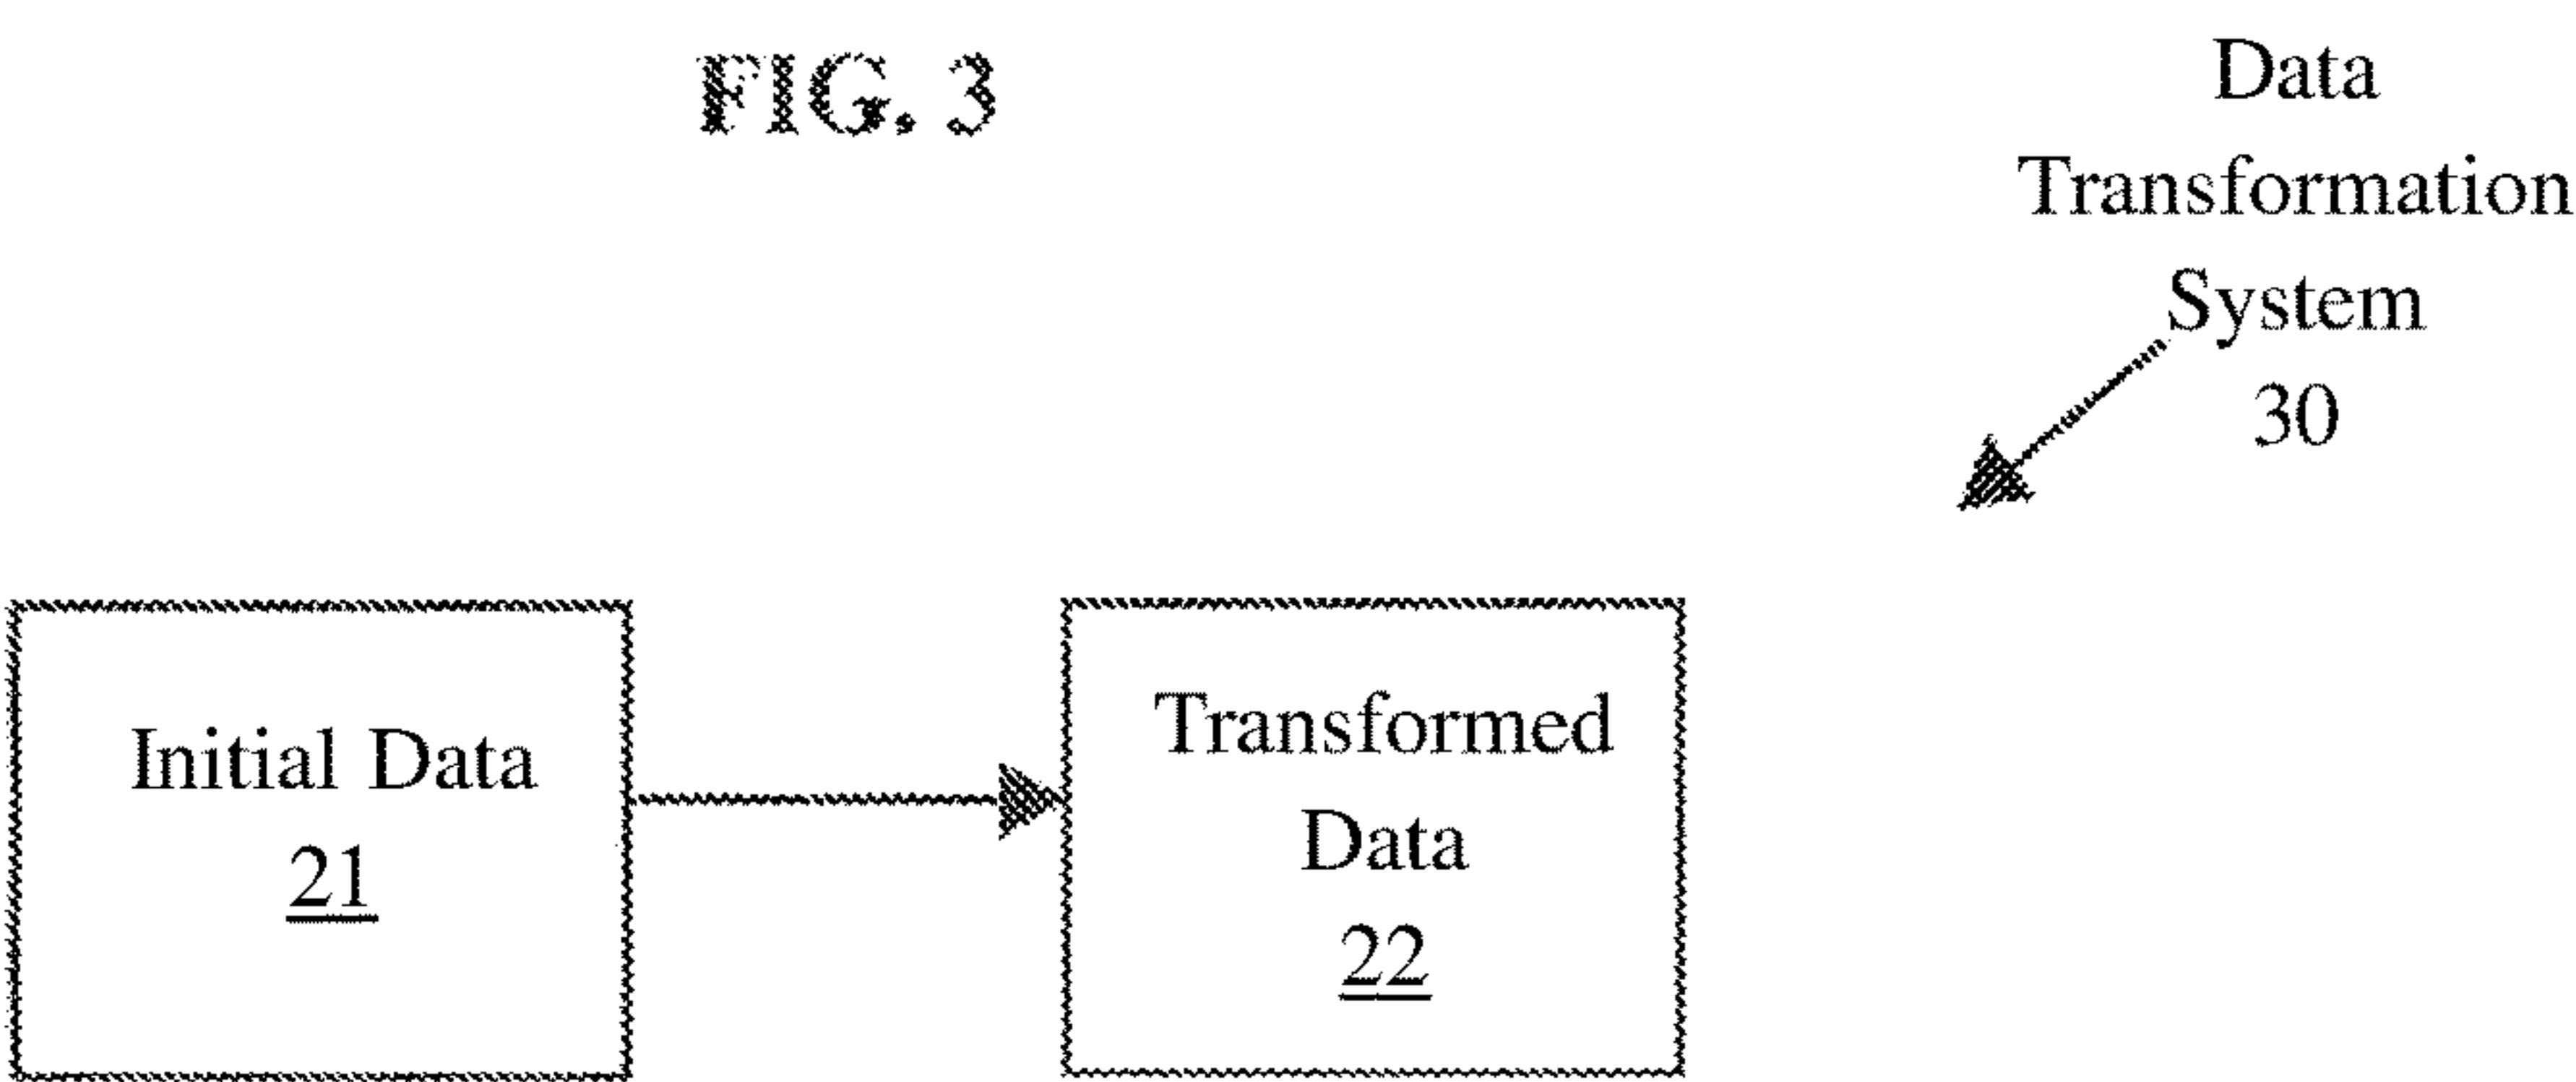 FIG. 3
Data
Transformation
System
30
Initial Data
21
Transformed
Data
22